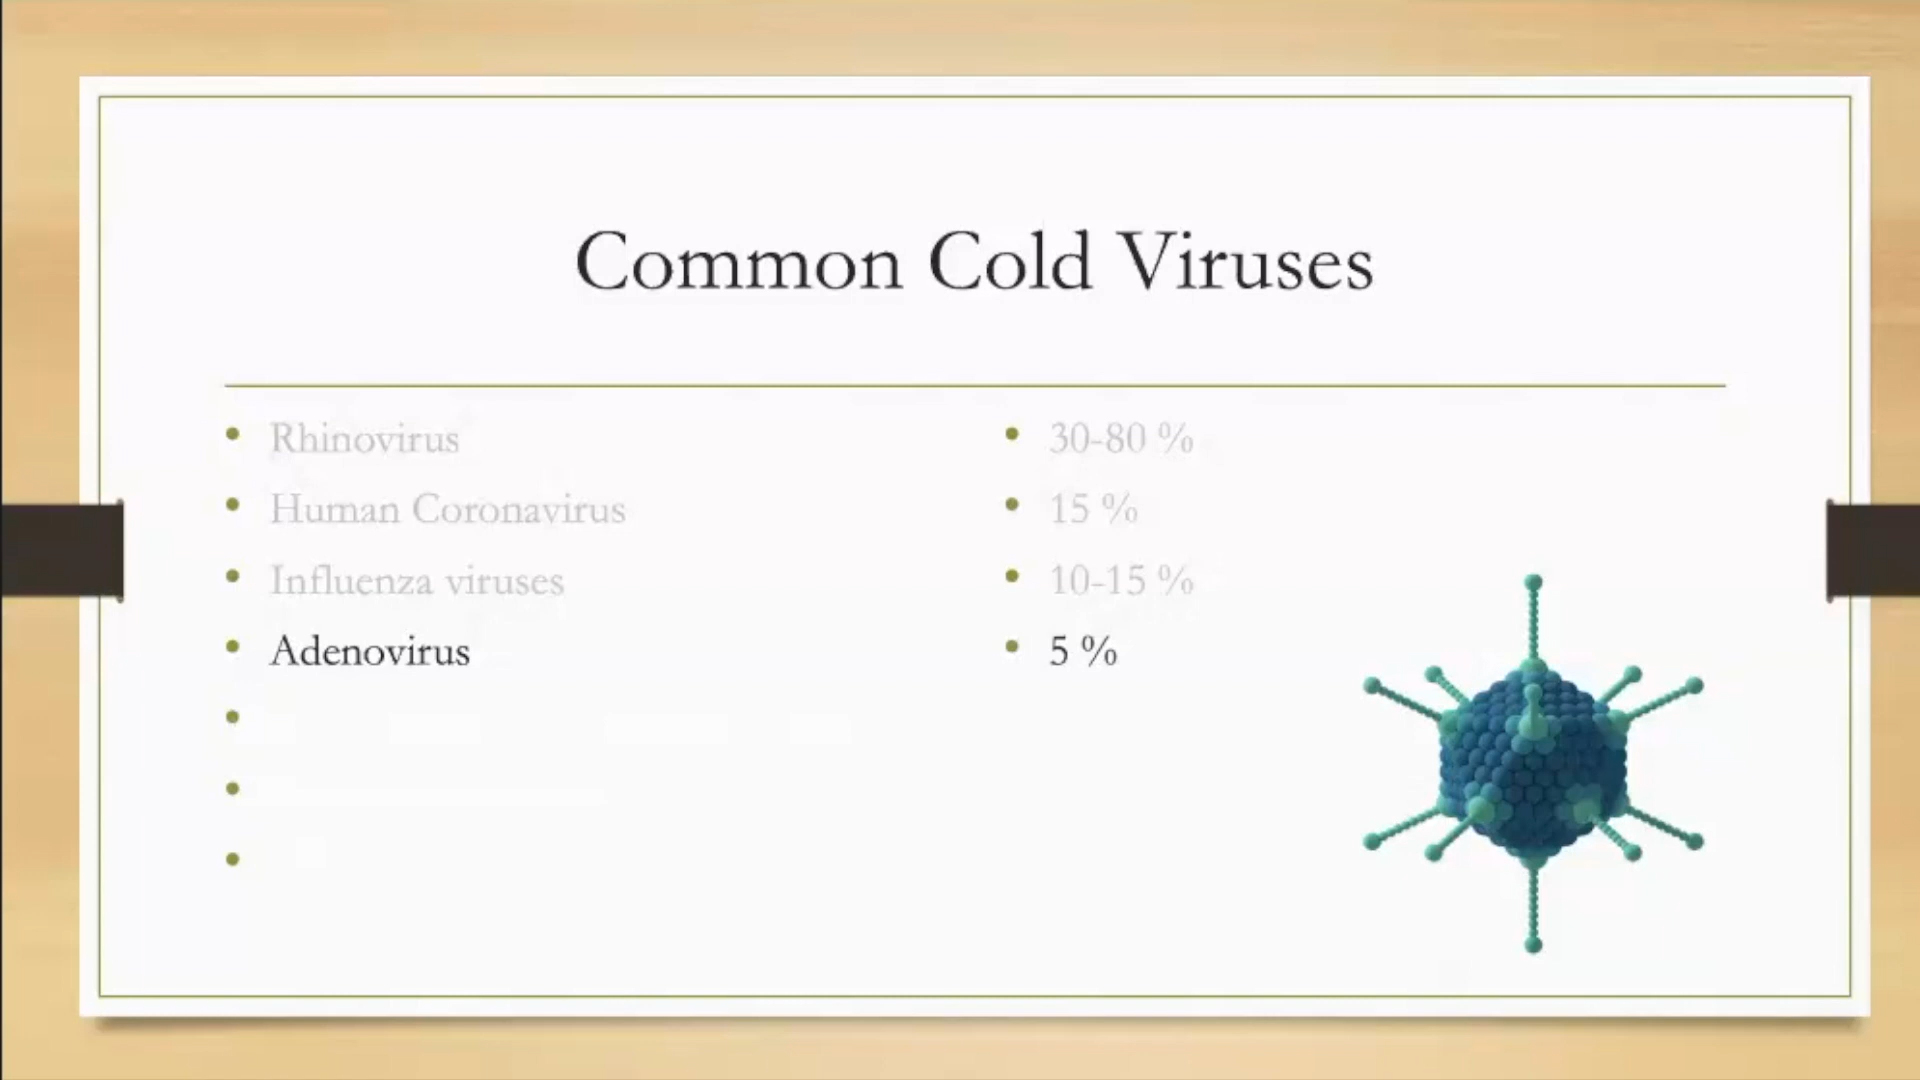 Common Cold Viruses
• Rhinovirus
• 30-80 %
• Human Coronavirus
• 15 %
• Influenza viruses
• 10-15 %
• Adenovirus
• 5 %